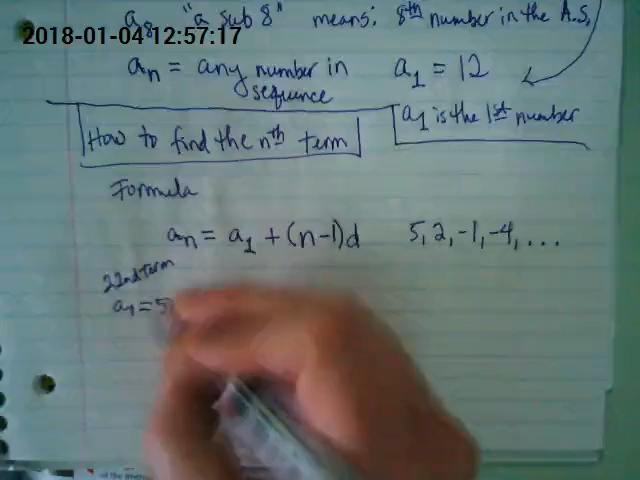 a8 "a sub 8" means: 8th number in the A.S.
2018-01-04 12:57:17
an = any number in sequence
a1 = 12
a1 is the 1st number
How to find the nth term
Formula
an = a1 + (n-1)d
5, 2, -1, -4, ...
22nd term
a1 = 5